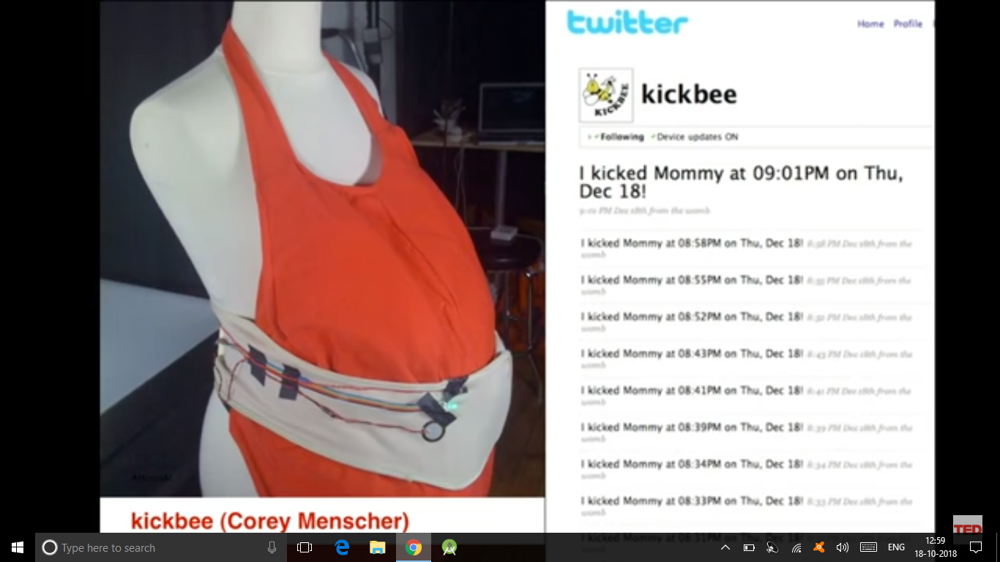 twitter
Home Profile
KICKBEE
kickbee
Following Device updates ON
I kicked Mommy at 09:01PM on Thu,
Dec 18!
9:01 PM Dec 18th from the womb
I kicked Mommy at 08:58PM on Thu, Dec 18! 8:58 PM Dec 18th from the
womb
I kicked Mommy at 08:55PM on Thu, Dec 18! 8:55 PM Dec 18th from the
womb
I kicked Mommy at 08:52PM on Thu, Dec 18! 8:52 PM Dec 18th from the
womb
I kicked Mommy at 08:43PM on Thu, Dec 18! 8:43 PM Dec 18th from the
womb
I kicked Mommy at 08:41PM on Thu, Dec 18! 8:41 PM Dec 18th from the
womb
I kicked Mommy at 08:39PM on Thu, Dec 18! 8:39 PM Dec 18th from the
womb
I kicked Mommy at 08:34PM on Thu, Dec 18! 8:34 PM Dec 18th from the
womb
I kicked Mommy at 08:33PM on Thu, Dec 18! 8:33 PM Dec 18th from the
womb
I kicked Mommy at 08:31PM on Thu, Dec 18!
kickbee (Corey Menscher)
TED
Type here to search
ENG
12:59
18-10-2018